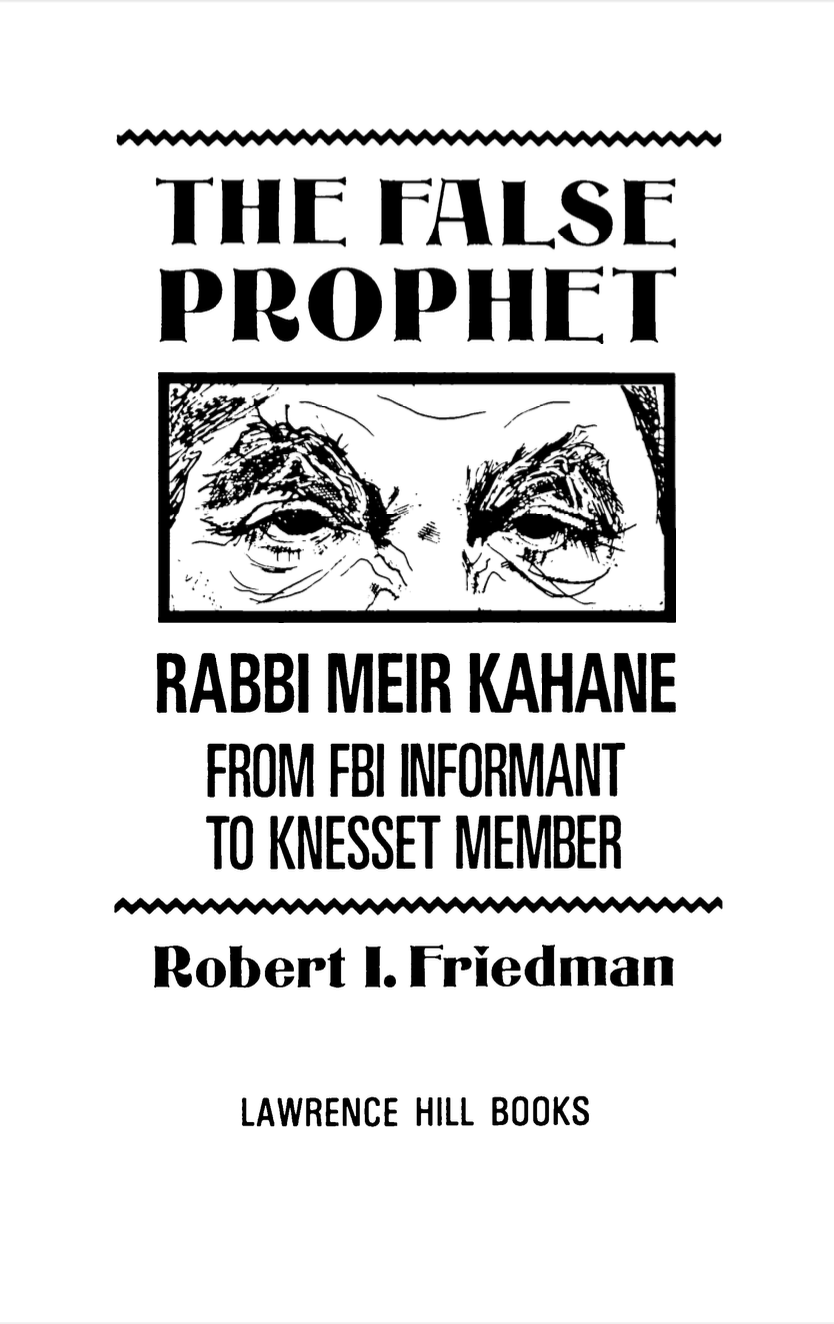 THE FALSE
PROPHET
RABBI MEIR KAHANE
FROM FBI INFORMANT
TO KNESSET MEMBER
Robert I. Friedman
LAWRENCE HILL BOOKS